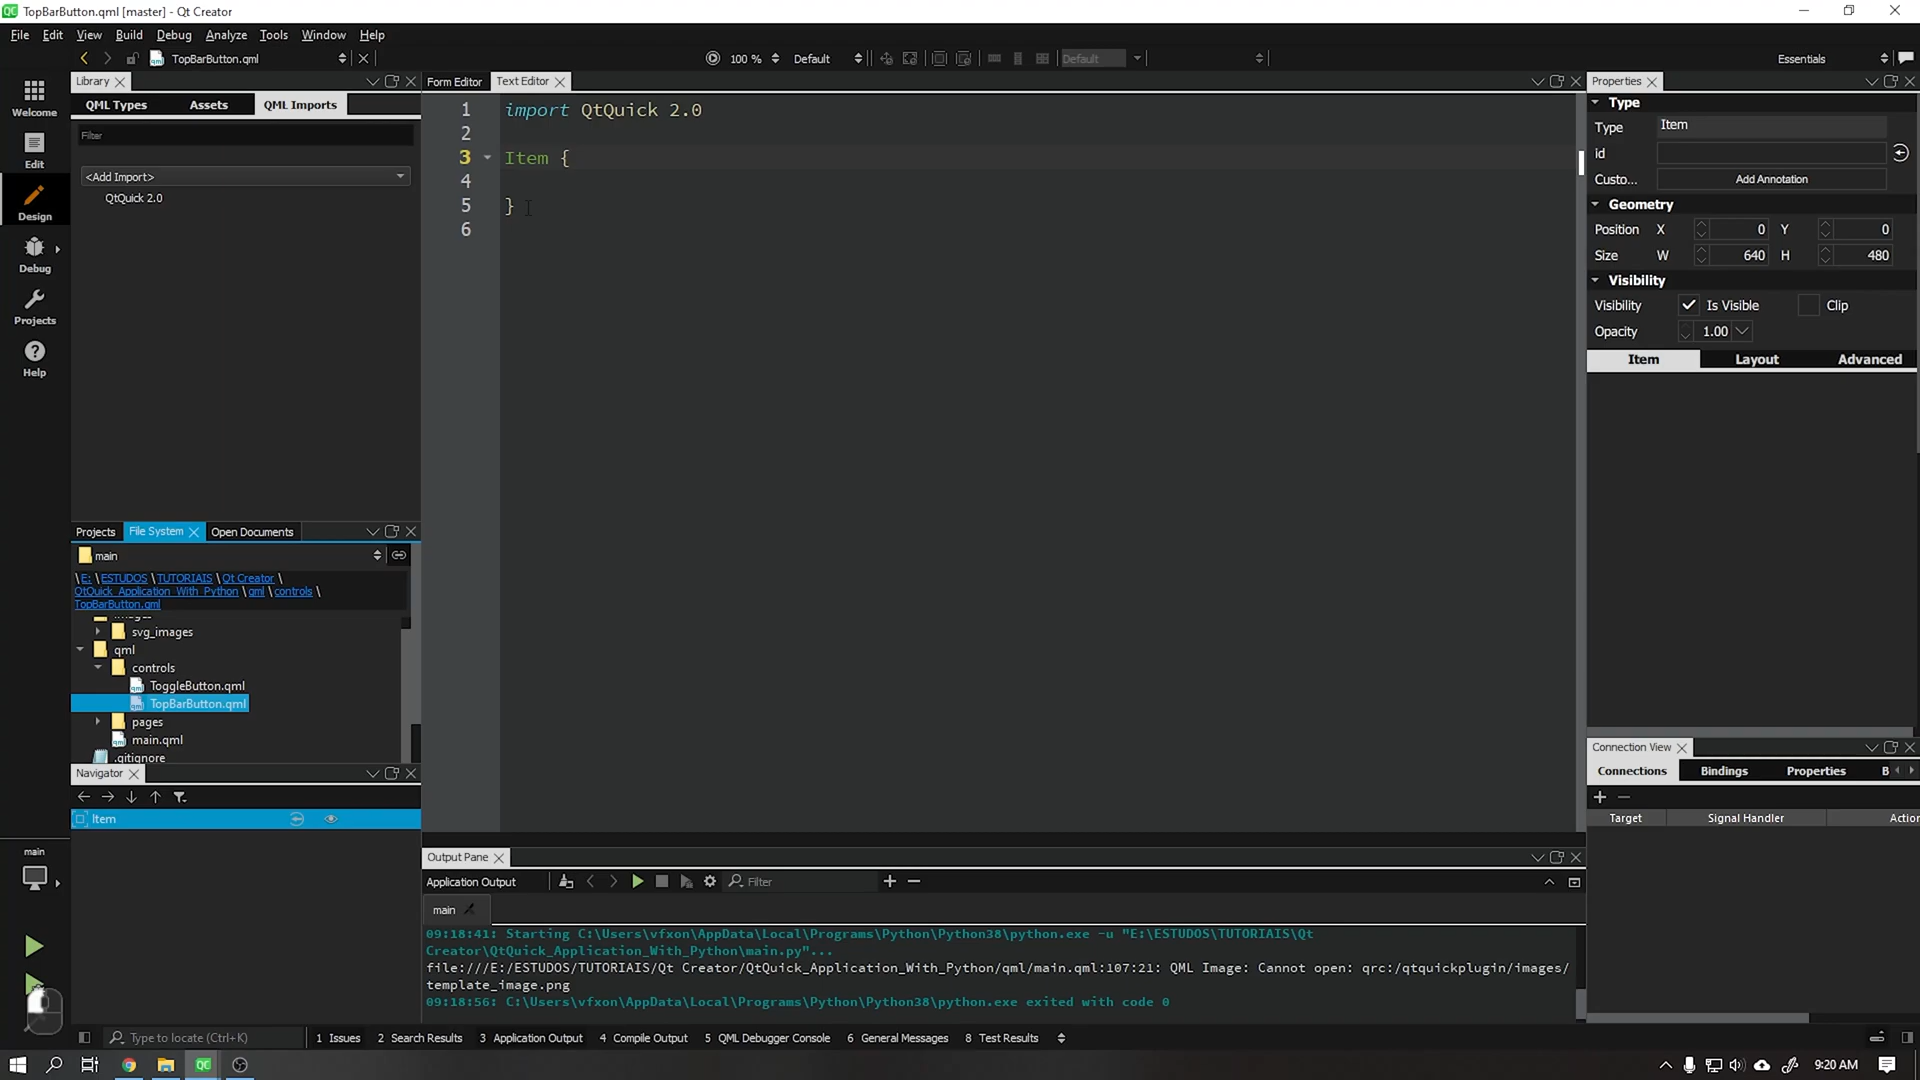 TopBarButton.qml [master] - Qt Creator
File Edit View Build Debug Analyze Tools Window Help
TopBarButton.qml
100 % Default Default Essentials
Library
QML Types Assets QML Imports
Filter
<Add Import>
QtQuick 2.0
Welcome
Edit
Design
Debug
Projects
Help
Form Editor Text Editor
1 import QtQuick 2.0
2
3 Item {
4
5 }
6
Properties
Type
Type Item
id
Custo... Add Annotation
Geometry
Position X 0 Y 0
Size W 640 H 480
Visibility
Visibility Is Visible Clip
Opacity 1.00
Item Layout Advanced
Projects File System Open Documents
main
\E: \ESTUDOS \TUTORIAIS \Qt Creator \
QtQuick_Application_With_Python \qml \controls \
TopBarButton.qml
images
svg_images
qml
controls
ToggleButton.qml
TopBarButton.qml
pages
main.qml
.gitignore
Navigator
Item
main
Connection View
Connections Bindings Properties B
Target Signal Handler Action
Output Pane
Application Output Filter
main
09:18:41: Starting C:\Users\vfxon\AppData\Local\Programs\Python\Python38\python.exe -u "E:\ESTUDOS\TUTORIAIS\Qt
Creator\QtQuick_Application_With_Python\main.py"...
file:///E:/ESTUDOS/TUTORIAIS/Qt Creator/QtQuick_Application_With_Python/qml/main.qml:107:21: QML Image: Cannot open: qrc:/qtquickplugin/images/
template_image.png
09:18:56: C:\Users\vfxon\AppData\Local\Programs\Python\Python38\python.exe exited with code 0
Type to locate (Ctrl+K) 1 Issues 2 Search Results 3 Application Output 4 Compile Output 5 QML Debugger Console 6 General Messages 8 Test Results
9:20 AM